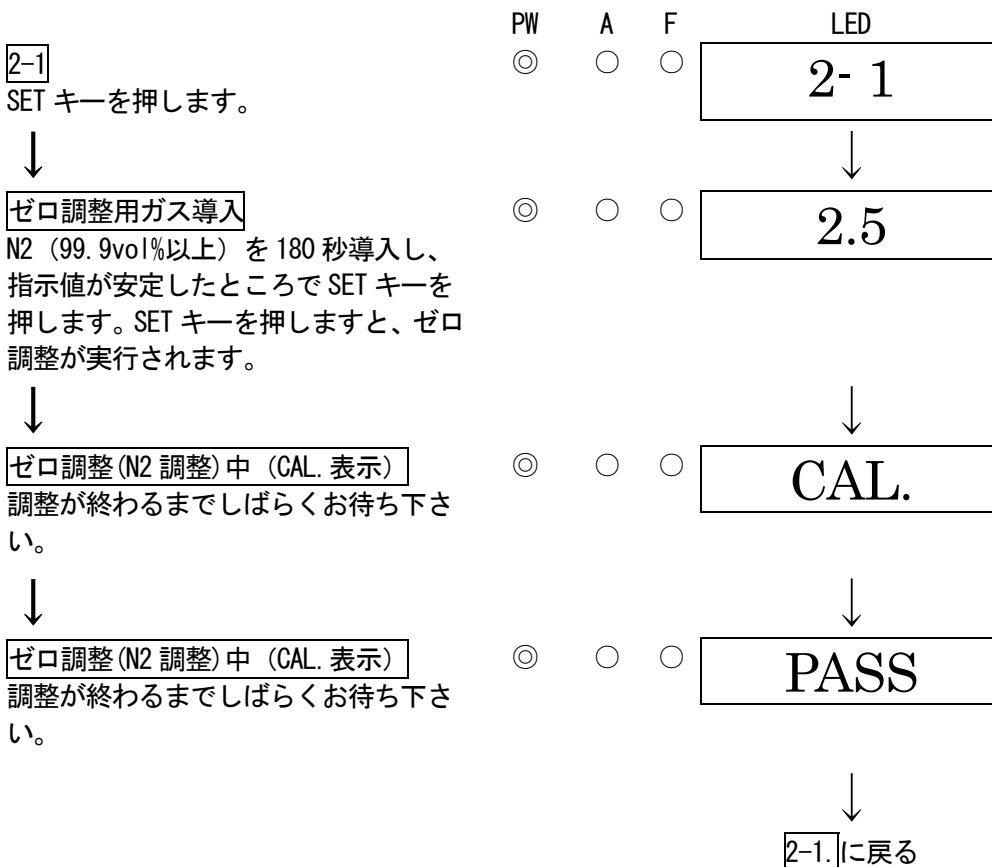 PW A F LED
2-1 ◎ ○ ○ 2- 1
SET キーを押します。
↓ ↓
ゼロ調整用ガス導入 ◎ ○ ○ 2.5
N2（99.9vol%以上）を 180 秒導入し、
指示値が安定したところで SET キーを
押します。SET キーを押しますと、ゼロ
調整が実行されます。
↓ ↓
ゼロ調整(N2 調整)中（CAL.表示） ◎ ○ ○ CAL.
調整が終わるまでしばらくお待ち下さ
い。
↓ ↓
ゼロ調整(N2 調整)中（CAL.表示） ◎ ○ ○ PASS
調整が終わるまでしばらくお待ち下さ
い。
↓
2-1.に戻る